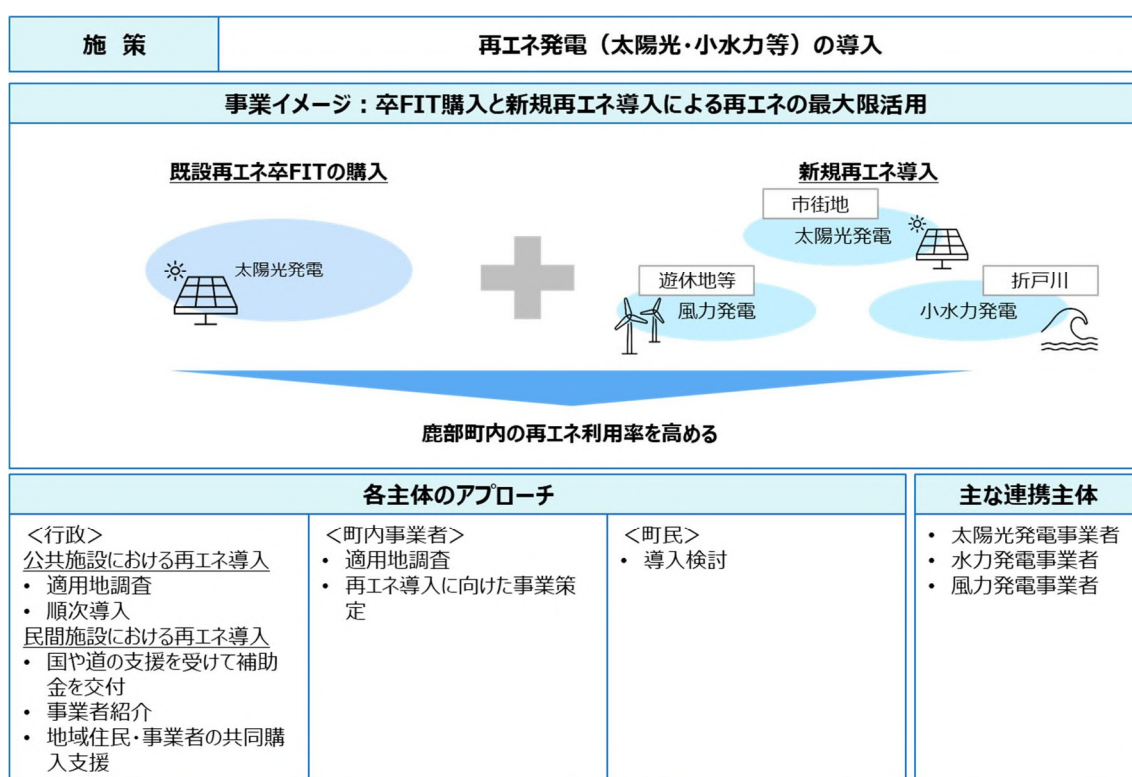 施 策
再エネ発電（太陽光・小水力等）の導入
事業イメージ：卒FIT購入と新規再エネ導入による再エネの最大限活用
既設再エネ卒FITの購入
太陽光発電
新規再エネ導入
市街地
太陽光発電
遊休地等
風力発電
折戸川
小水力発電
鹿部町内の再エネ利用率を高める
各主体のアプローチ
＜行政＞
公共施設における再エネ導入
• 適用地調査
• 順次導入
民間施設における再エネ導入
• 国や道の支援を受けて補助
金を交付
• 事業者紹介
• 地域住民・事業者の共同購
入支援
＜町内事業者＞
• 適用地調査
• 再エネ導入に向けた事業策
定
＜町民＞
• 導入検討
主な連携主体
• 太陽光発電事業者
• 水力発電事業者
• 風力発電事業者